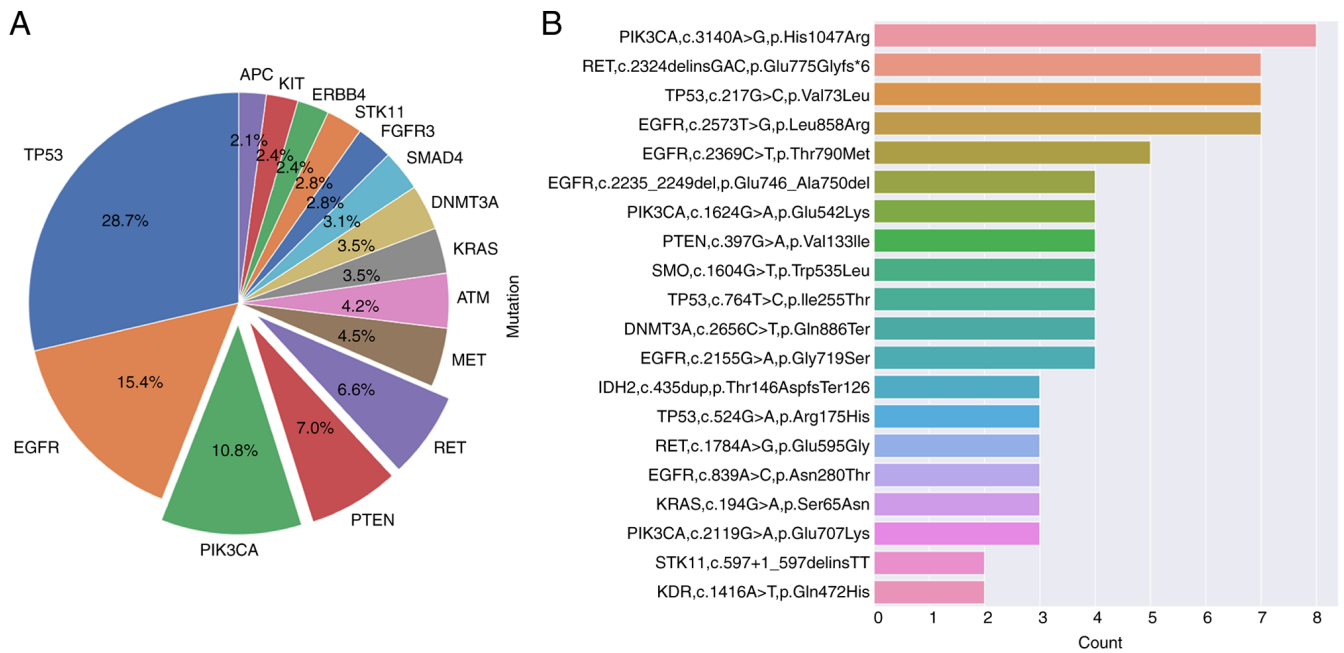 A
APC
KIT
ERBB4
STK11
FGFR3
SMAD4
DNMT3A
KRAS
ATM
MET
RET
PTEN
PIK3CA
EGFR
TP53
2.1%
2.4%
2.4%
2.8%
2.8%
3.1%
3.5%
3.5%
4.2%
4.5%
6.6%
7.0%
10.8%
15.4%
28.7%
B
Mutation
PIK3CA,c.3140A>G,p.His1047Arg
RET,c.2324delinsGAC,p.Glu775Glyfs*6
TP53,c.217G>C,p.Val73Leu
EGFR,c.2573T>G,p.Leu858Arg
EGFR,c.2369C>T,p.Thr790Met
EGFR,c.2235_2249del,p.Glu746_Ala750del
PIK3CA,c.1624G>A,p.Glu542Lys
PTEN,c.397G>A,p.Val133Ile
SMO,c.1604G>T,p.Trp535Leu
TP53,c.764T>C,p.Ile255Thr
DNMT3A,c.2656C>T,p.Gln886Ter
EGFR,c.2155G>A,p.Gly719Ser
IDH2,c.435dup,p.Thr146AspfsTer126
TP53,c.524G>A,p.Arg175His
RET,c.1784A>G,p.Glu595Gly
EGFR,c.839A>C,p.Asn280Thr
KRAS,c.194G>A,p.Ser65Asn
PIK3CA,c.2119G>A,p.Glu707Lys
STK11,c.597+1_597delinsTT
KDR,c.1416A>T,p.Gln472His
0 1 2 3 4 5 6 7 8
Count